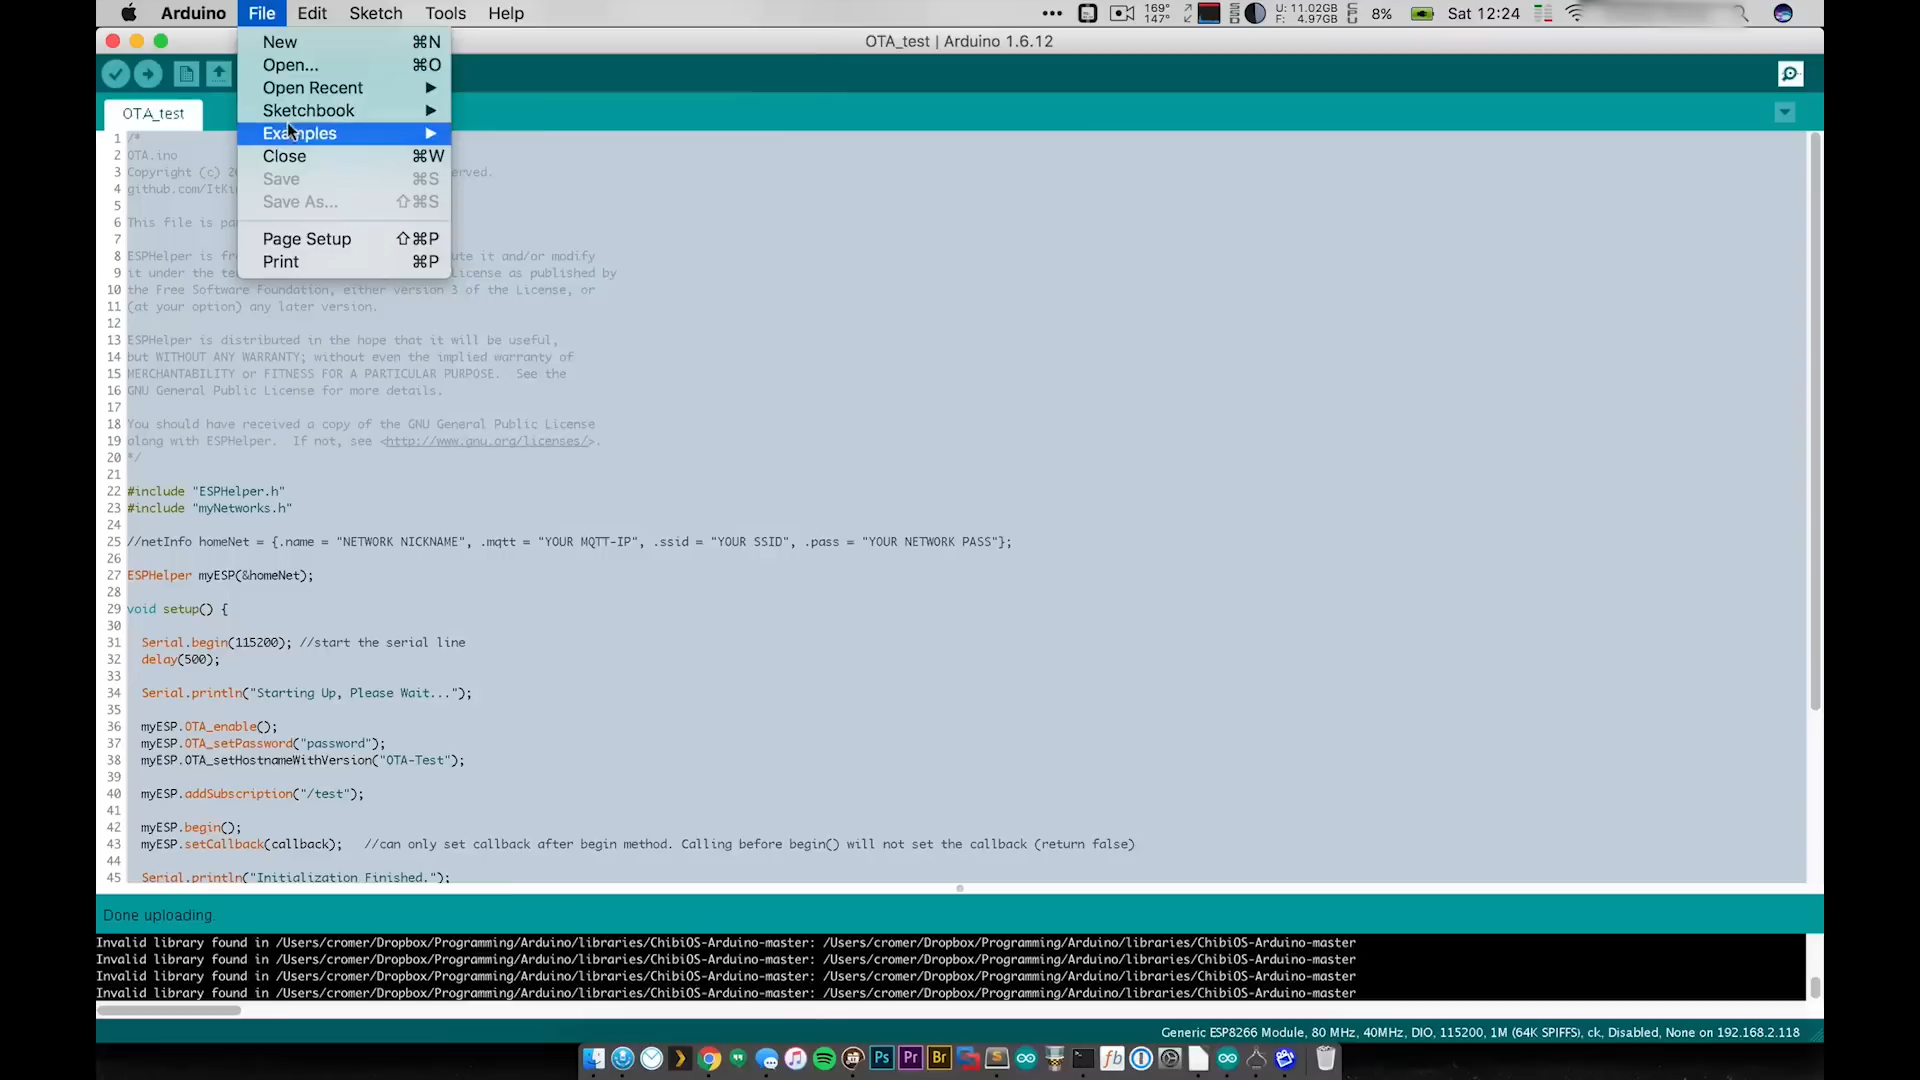 Arduino File Edit Sketch Tools Help
169° 147° U: 11.02GB F: 4.97GB 8% Sat 12:24
OTA_test | Arduino 1.6.12
New ⌘N
Open... ⌘O
Open Recent ▶
Sketchbook ▶
Examples ▶
Close ⌘W
Save ⌘S
Save As... ⇧⌘S
Page Setup ⇧⌘P
Print ⌘P
OTA_test
1 /*
2 OTA.ino
3 Copyright (c) erved.
4 github.com/
5
6 This file is
7
8 ESPHelper is ute it and/or modify
9 it under the icense as published by
10 the Free Software Foundation, either version 3 of the License, or
11 (at your option) any later version.
12
13 ESPHelper is distributed in the hope that it will be useful,
14 but WITHOUT ANY WARRANTY; without even the implied warranty of
15 MERCHANTABILITY or FITNESS FOR A PARTICULAR PURPOSE.  See the
16 GNU General Public License for more details.
17
18 You should have received a copy of the GNU General Public License
19 along with ESPHelper.  If not, see <http://www.gnu.org/licenses/>.
20 */
21
22 #include "ESPHelper.h"
23 #include "myNetworks.h"
24
25 //netInfo homeNet = {.name = "NETWORK NICKNAME", .mqtt = "YOUR MQTT-IP", .ssid = "YOUR SSID", .pass = "YOUR NETWORK PASS"};
26
27 ESPHelper myESP(&homeNet);
28
29 void setup() {
30
31 Serial.begin(115200); //start the serial line
32 delay(500);
33
34 Serial.println("Starting Up, Please Wait...");
35
36 myESP.OTA_enable();
37 myESP.OTA_setPassword("password");
38 myESP.OTA_setHostnameWithVersion("OTA-Test");
39
40 myESP.addSubscription("/test");
41
42 myESP.begin();
43 myESP.setCallback(callback);   //can only set callback after begin method. Calling before begin() will not set the callback (return false)
44
45 Serial.println("Initialization Finished.");
Done uploading.
Invalid library found in /Users/cromer/Dropbox/Programming/Arduino/libraries/ChibiOS-Arduino-master: /Users/cromer/Dropbox/Programming/Arduino/libraries/ChibiOS-Arduino-master
Invalid library found in /Users/cromer/Dropbox/Programming/Arduino/libraries/ChibiOS-Arduino-master: /Users/cromer/Dropbox/Programming/Arduino/libraries/ChibiOS-Arduino-master
Invalid library found in /Users/cromer/Dropbox/Programming/Arduino/libraries/ChibiOS-Arduino-master: /Users/cromer/Dropbox/Programming/Arduino/libraries/ChibiOS-Arduino-master
Invalid library found in /Users/cromer/Dropbox/Programming/Arduino/libraries/ChibiOS-Arduino-master: /Users/cromer/Dropbox/Programming/Arduino/libraries/ChibiOS-Arduino-master
Generic ESP8266 Module, 80 MHz, 40MHz, DIO, 115200, 1M (64K SPIFFS), ck, Disabled, None on 192.168.2.118
Ps Pr Br fb